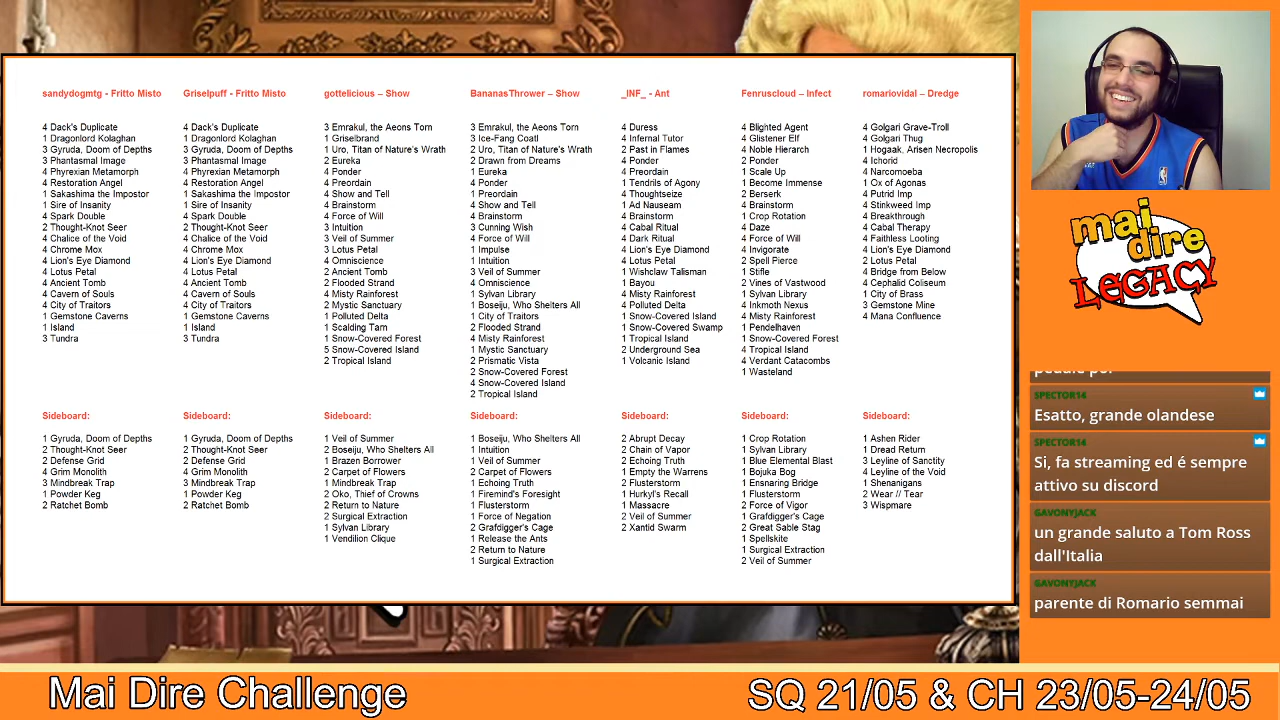 sandydogmtg - Fritto Misto
4 Dack's Duplicate
1 Dragonlord Kolaghan
3 Gyruda, Doom of Depths
3 Phantasmal Image
4 Phyrexian Metamorph
4 Restoration Angel
1 Sakashima the Impostor
1 Sire of Insanity
4 Spark Double
2 Thought-Knot Seer
4 Chalice of the Void
4 Chrome Mox
4 Lion's Eye Diamond
4 Lotus Petal
4 Ancient Tomb
4 Cavern of Souls
4 City of Traitors
1 Gemstone Caverns
1 Island
3 Tundra
Sideboard:
1 Gyruda, Doom of Depths
2 Thought-Knot Seer
2 Defense Grid
4 Grim Monolith
3 Mindbreak Trap
1 Powder Keg
2 Ratchet Bomb
Griselpuff - Fritto Misto
4 Dack's Duplicate
1 Dragonlord Kolaghan
3 Gyruda, Doom of Depths
3 Phantasmal Image
4 Phyrexian Metamorph
4 Restoration Angel
1 Sakashima the Impostor
1 Sire of Insanity
4 Spark Double
2 Thought-Knot Seer
4 Chalice of the Void
4 Chrome Mox
4 Lion's Eye Diamond
4 Lotus Petal
4 Ancient Tomb
4 Cavern of Souls
4 City of Traitors
1 Gemstone Caverns
1 Island
3 Tundra
Sideboard:
1 Gyruda, Doom of Depths
2 Thought-Knot Seer
2 Defense Grid
4 Grim Monolith
3 Mindbreak Trap
1 Powder Keg
2 Ratchet Bomb
gottelicious – Show
3 Emrakul, the Aeons Torn
1 Griselbrand
1 Uro, Titan of Nature's Wrath
2 Eureka
4 Ponder
4 Preordain
4 Show and Tell
4 Brainstorm
4 Force of Will
3 Intuition
3 Veil of Summer
3 Lotus Petal
4 Omniscience
2 Ancient Tomb
2 Flooded Strand
4 Misty Rainforest
2 Mystic Sanctuary
1 Polluted Delta
1 Scalding Tarn
1 Snow-Covered Forest
5 Snow-Covered Island
2 Tropical Island
Sideboard:
1 Veil of Summer
2 Boseiju, Who Shelters All
1 Brazen Borrower
2 Carpet of Flowers
1 Mindbreak Trap
2 Oko, Thief of Crowns
2 Return to Nature
2 Surgical Extraction
1 Sylvan Library
1 Vendilion Clique
BananasThrower – Show
3 Emrakul, the Aeons Torn
3 Ice-Fang Coatl
2 Uro, Titan of Nature's Wrath
2 Drawn from Dreams
1 Eureka
4 Ponder
1 Preordain
4 Show and Tell
4 Brainstorm
3 Cunning Wish
4 Force of Will
1 Impulse
1 Intuition
3 Veil of Summer
4 Omniscience
1 Sylvan Library
1 Boseiju, Who Shelters All
1 City of Traitors
2 Flooded Strand
4 Misty Rainforest
1 Mystic Sanctuary
2 Prismatic Vista
2 Snow-Covered Forest
4 Snow-Covered Island
2 Tropical Island
Sideboard:
1 Boseiju, Who Shelters All
1 Intuition
1 Veil of Summer
2 Carpet of Flowers
1 Echoing Truth
1 Firemind's Foresight
1 Flusterstorm
1 Force of Negation
2 Grafdigger's Cage
1 Release the Ants
2 Return to Nature
1 Surgical Extraction
_INF_ - Ant
4 Duress
4 Infernal Tutor
2 Past in Flames
4 Ponder
4 Preordain
1 Tendrils of Agony
4 Thoughtseize
1 Ad Nauseam
4 Brainstorm
4 Cabal Ritual
4 Dark Ritual
4 Lion's Eye Diamond
4 Lotus Petal
1 Wishclaw Talisman
1 Bayou
4 Misty Rainforest
4 Polluted Delta
1 Snow-Covered Island
1 Snow-Covered Swamp
1 Tropical Island
2 Underground Sea
1 Volcanic Island
Sideboard:
2 Abrupt Decay
2 Chain of Vapor
2 Echoing Truth
1 Empty the Warrens
2 Flusterstorm
1 Hurkyl's Recall
1 Massacre
2 Veil of Summer
2 Xantid Swarm
Fenruscloud – Infect
4 Blighted Agent
4 Glistener Elf
4 Noble Hierarch
2 Ponder
1 Scale Up
1 Become Immense
2 Berserk
4 Brainstorm
1 Crop Rotation
4 Daze
4 Force of Will
4 Invigorate
2 Spell Pierce
1 Stifle
2 Vines of Vastwood
1 Sylvan Library
4 Inkmoth Nexus
4 Misty Rainforest
1 Pendelhaven
1 Snow-Covered Forest
4 Tropical Island
4 Verdant Catacombs
1 Wasteland
Sideboard:
1 Crop Rotation
1 Sylvan Library
1 Blue Elemental Blast
1 Bojuka Bog
1 Ensnaring Bridge
1 Flusterstorm
2 Force of Vigor
1 Grafdigger's Cage
2 Great Sable Stag
1 Spellskite
1 Surgical Extraction
2 Veil of Summer
romariovidal – Dredge
4 Golgari Grave-Troll
4 Golgari Thug
1 Hogaak, Arisen Necropolis
4 Ichorid
4 Narcomoeba
1 Ox of Agonas
4 Putrid Imp
4 Stinkweed Imp
4 Breakthrough
4 Cabal Therapy
4 Faithless Looting
4 Lion's Eye Diamond
2 Lotus Petal
4 Bridge from Below
4 Cephalid Coliseum
1 City of Brass
3 Gemstone Mine
4 Mana Confluence
Sideboard:
1 Ashen Rider
1 Dread Return
3 Leyline of Sanctity
4 Leyline of the Void
1 Shenanigans
2 Wear // Tear
3 Wispmare
mai
dire
LEGACY
SPECTOR14
Esatto, grande olandese
SPECTOR14
Si, fa streaming ed é sempre
attivo su discord
GAVONYJACK
un grande saluto a Tom Ross
dall'Italia
GAVONYJACK
parente di Romario semmai
Mai Dire Challenge
SQ 21/05 & CH 23/05-24/05